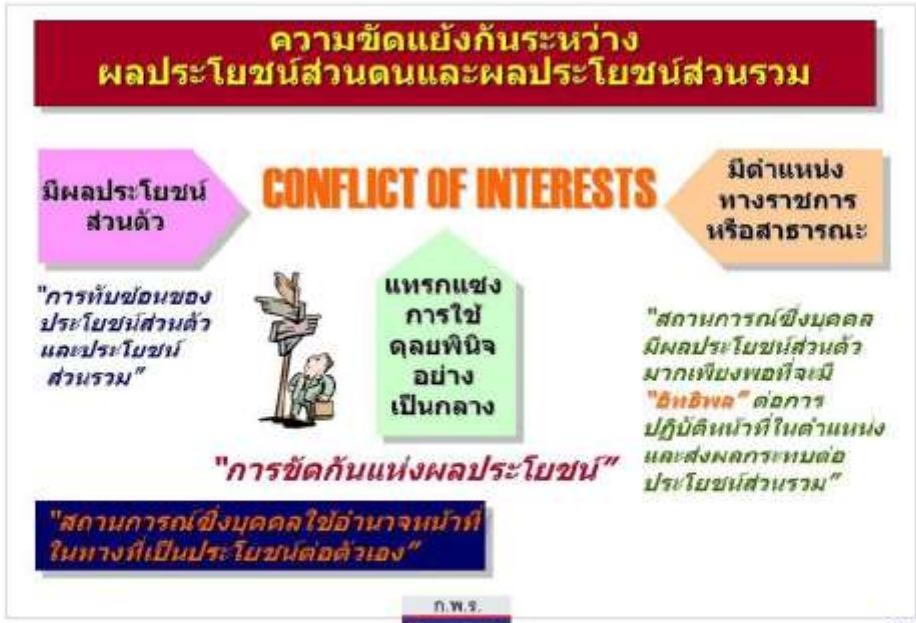 ความขัดแย้งกันระหว่าง
ผลประโยชน์ส่วนตนและผลประโยชน์ส่วนรวม
มีผลประโยชน์
ส่วนตัว
CONFLICT OF INTERESTS
มีตำแหน่ง
ทางราชการ
หรือสาธารณะ
"การทับซ้อนของ
ประโยชน์ส่วนตัว
และประโยชน์
ส่วนรวม"
แทรกแซง
การใช้
ดุลยพินิจ
อย่าง
เป็นกลาง
"สถานการณ์ซึ่งบุคคล
มีผลประโยชน์ส่วนตัว
มากเพียงพอที่จะมี
"อิทธิพล" ต่อการ
ปฏิบัติหน้าที่ในตำแหน่ง
และส่งผลกระทบต่อ
ประโยชน์ส่วนรวม"
"การขัดกันแห่งผลประโยชน์"
"สถานการณ์ซึ่งบุคคลใช้อำนาจหน้าที่
ในทางที่เป็นประโยชน์ต่อตัวเอง"
ก.พ.ร.